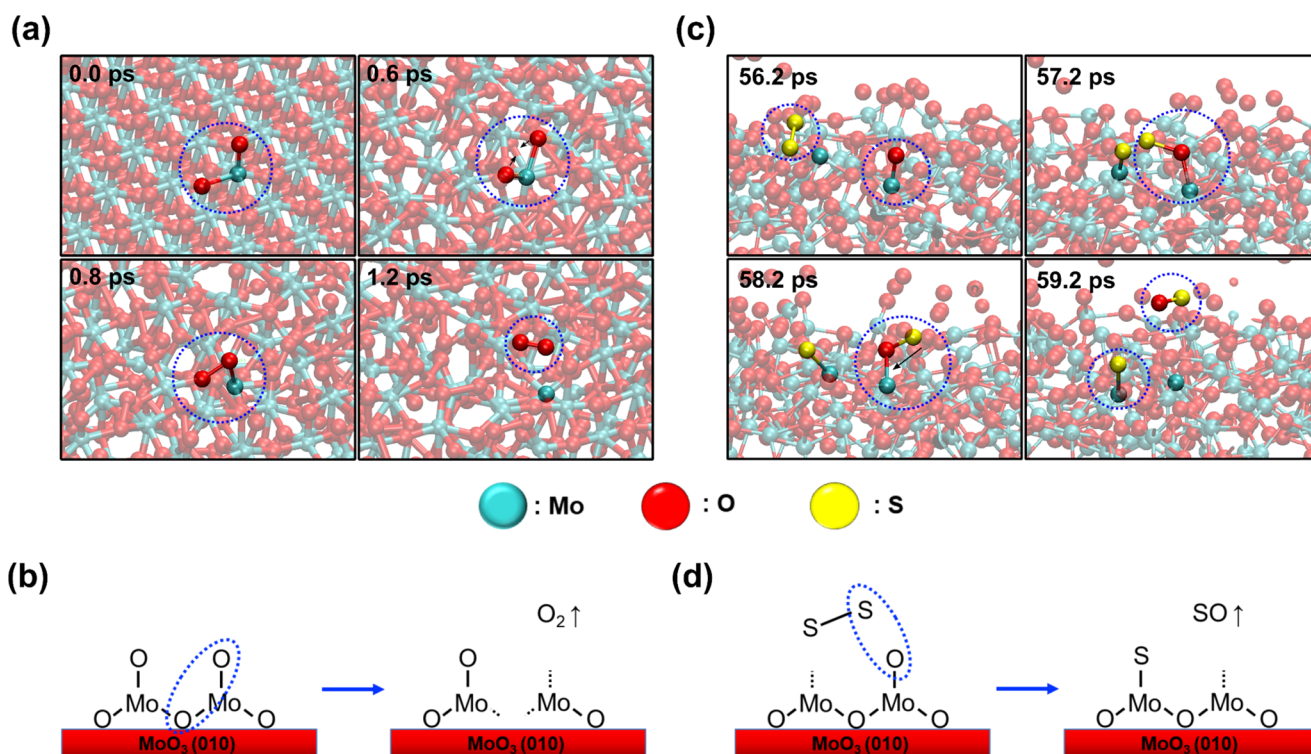 (a)
0.0 ps
0.6 ps
0.8 ps
1.2 ps
(c)
56.2 ps
57.2 ps
58.2 ps
59.2 ps
: Mo : O : S
(b)
O O
Mo Mo
O O O
MoO₃ (010)
O₂↑
O
Mo Mo
O O
MoO₃ (010)
(d)
S S
O
Mo Mo
O O O
MoO₃ (010)
SO↑
S
Mo Mo
O O O
MoO₃ (010)